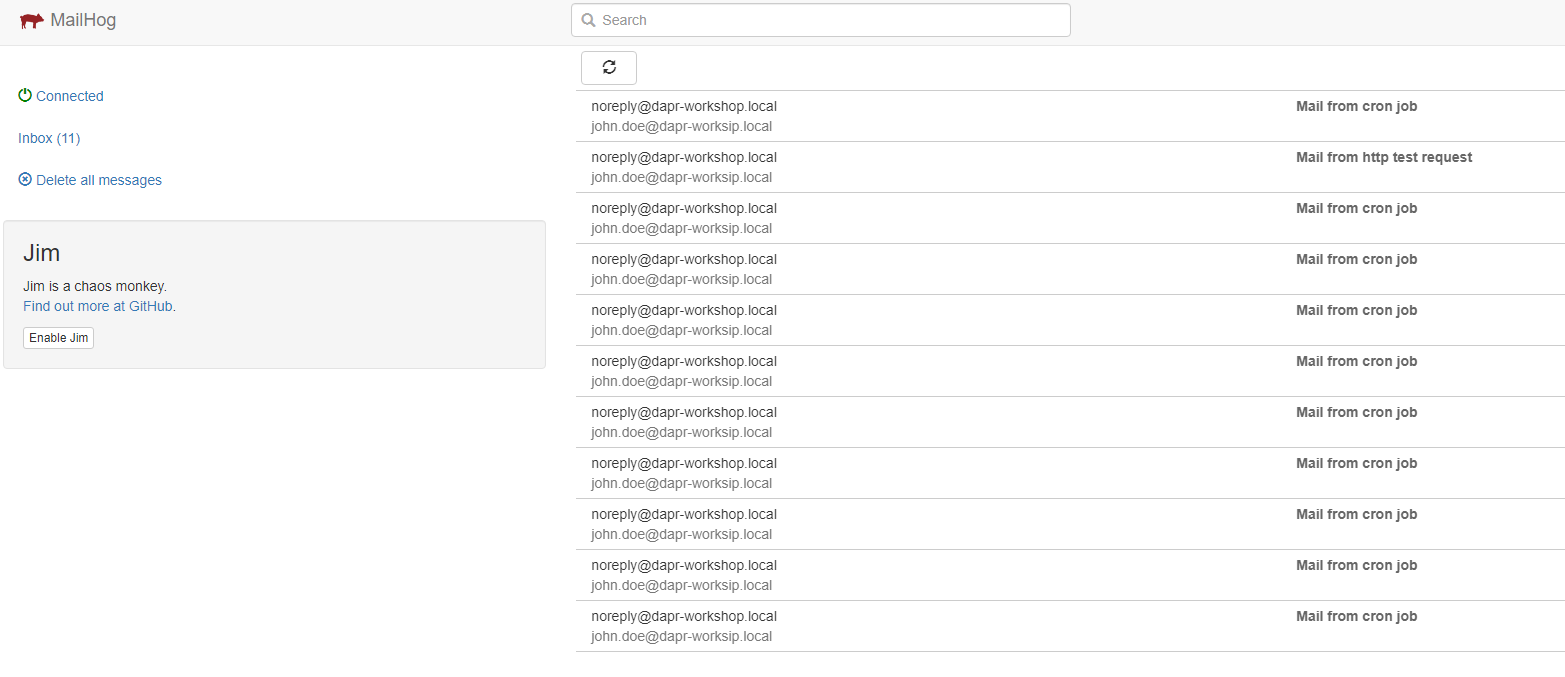 MailHog
Search
Connected
Inbox (11)
Delete all messages
Jim
Jim is a chaos monkey.
Find out more at GitHub.
Enable Jim
noreply@dapr-workshop.local Mail from cron job
john.doe@dapr-worksip.local
noreply@dapr-workshop.local Mail from http test request
john.doe@dapr-worksip.local
noreply@dapr-workshop.local Mail from cron job
john.doe@dapr-worksip.local
noreply@dapr-workshop.local Mail from cron job
john.doe@dapr-worksip.local
noreply@dapr-workshop.local Mail from cron job
john.doe@dapr-worksip.local
noreply@dapr-workshop.local Mail from cron job
john.doe@dapr-worksip.local
noreply@dapr-workshop.local Mail from cron job
john.doe@dapr-worksip.local
noreply@dapr-workshop.local Mail from cron job
john.doe@dapr-worksip.local
noreply@dapr-workshop.local Mail from cron job
john.doe@dapr-worksip.local
noreply@dapr-workshop.local Mail from cron job
john.doe@dapr-worksip.local
noreply@dapr-workshop.local Mail from cron job
john.doe@dapr-worksip.local